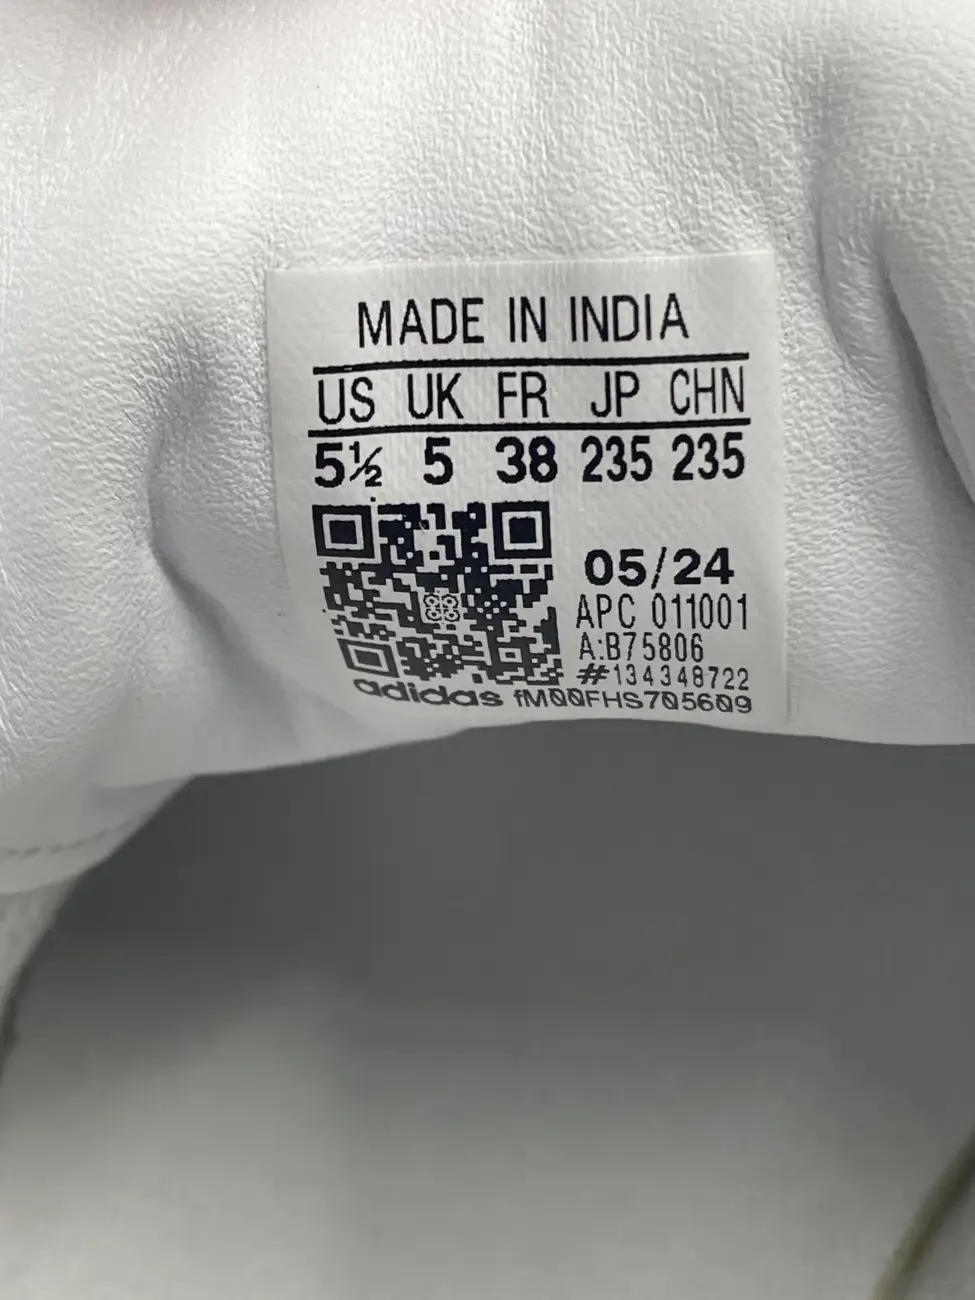 MADE IN INDIA
US UK FR JP CHN
5½ 5 38 235 235
05/24
APC 011001
A:B75806
#134348722
adidas fM00FHS705609